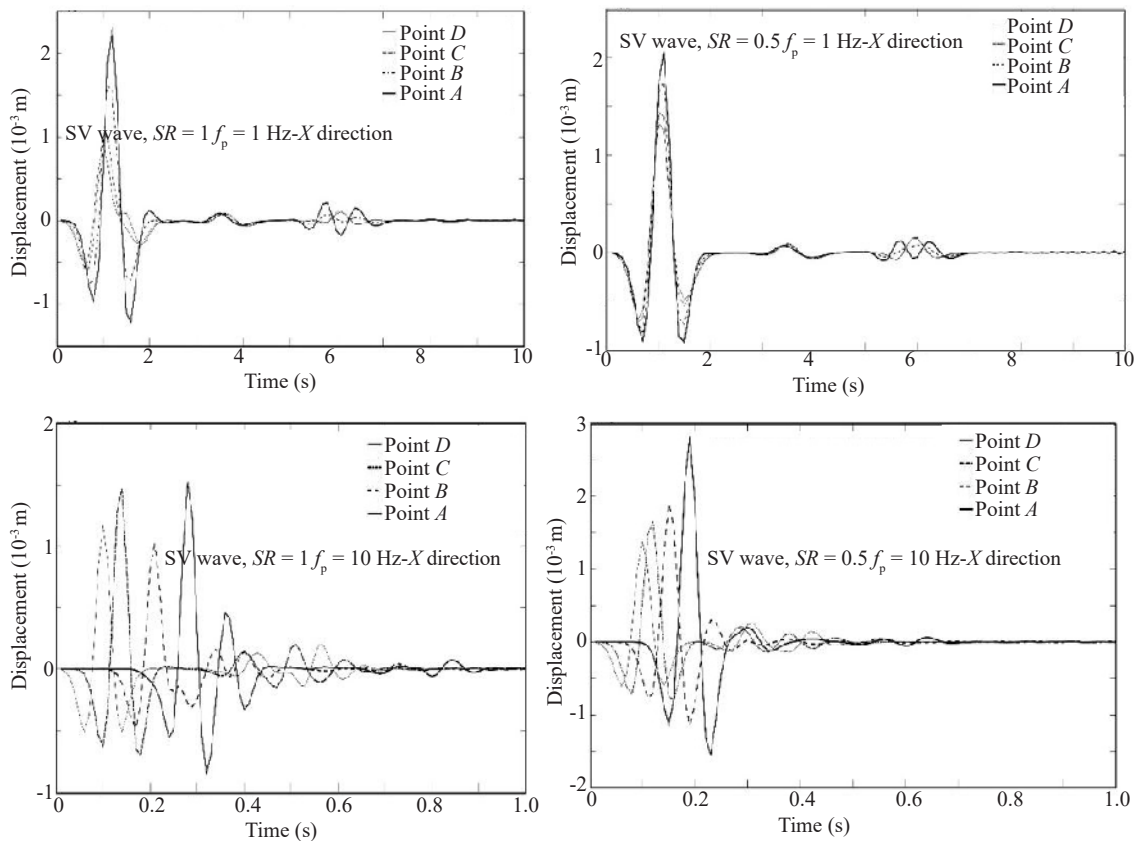 2
1
0
-1
Displacement (10⁻³ m)
Point D
Point C
Point B
Point A
SV wave, SR = 1 fₚ = 1 Hz-X direction
0 2 4 6 8 10
Time (s)
2
1
0
-1
Displacement (10⁻³ m)
Point D
Point C
Point B
Point A
SV wave, SR = 0.5 fₚ = 1 Hz-X direction
0 2 4 6 8 10
Time (s)
2
1
0
-1
Displacement (10⁻³ m)
Point D
Point C
Point B
Point A
SV wave, SR = 1 fₚ = 10 Hz-X direction
0 0.2 0.4 0.6 0.8 1.0
Time (s)
3
2
1
0
-1
-2
Displacement (10⁻³ m)
Point D
Point C
Point B
Point A
SV wave, SR = 0.5 fₚ = 10 Hz-X direction
0 0.2 0.4 0.6 0.8 1.0
Time (s)